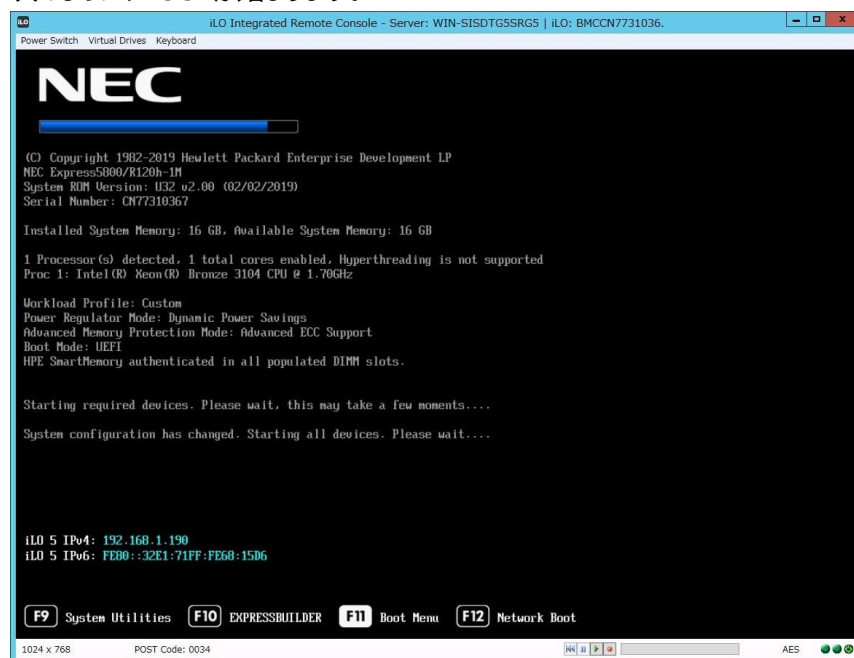 iLO Integrated Remote Console - Server: WIN-SISDTG5SRG5 | iLO: BMCCN7731036.
Power Switch Virtual Drives Keyboard
NEC
(C) Copyright 1982-2019 Hewlett Packard Enterprise Development LP
NEC Express5800/R120h-1M
System ROM Version: U32 v2.00 (02/02/2019)
Serial Number: CN77310367
Installed System Memory: 16 GB, Available System Memory: 16 GB
1 Processor(s) detected, 1 total cores enabled, Hyperthreading is not supported
Proc 1: Intel(R) Xeon(R) Bronze 3104 CPU @ 1.70GHz
Workload Profile: Custom
Power Regulator Mode: Dynamic Power Savings
Advanced Memory Protection Mode: Advanced ECC Support
Boot Mode: UEFI
HPE SmartMemory authenticated in all populated DIMM slots.
Starting required devices. Please wait, this may take a few moments....
System configuration has changed. Starting all devices. Please wait....
iLO 5 IPv4: 192.168.1.190
iLO 5 IPv6: FE80::32E1:71FF:FE68:15D6
F9 System Utilities F10 EXPRESSBUILDER F11 Boot Menu F12 Network Boot
1024 x 768 POST Code: 0034 AES